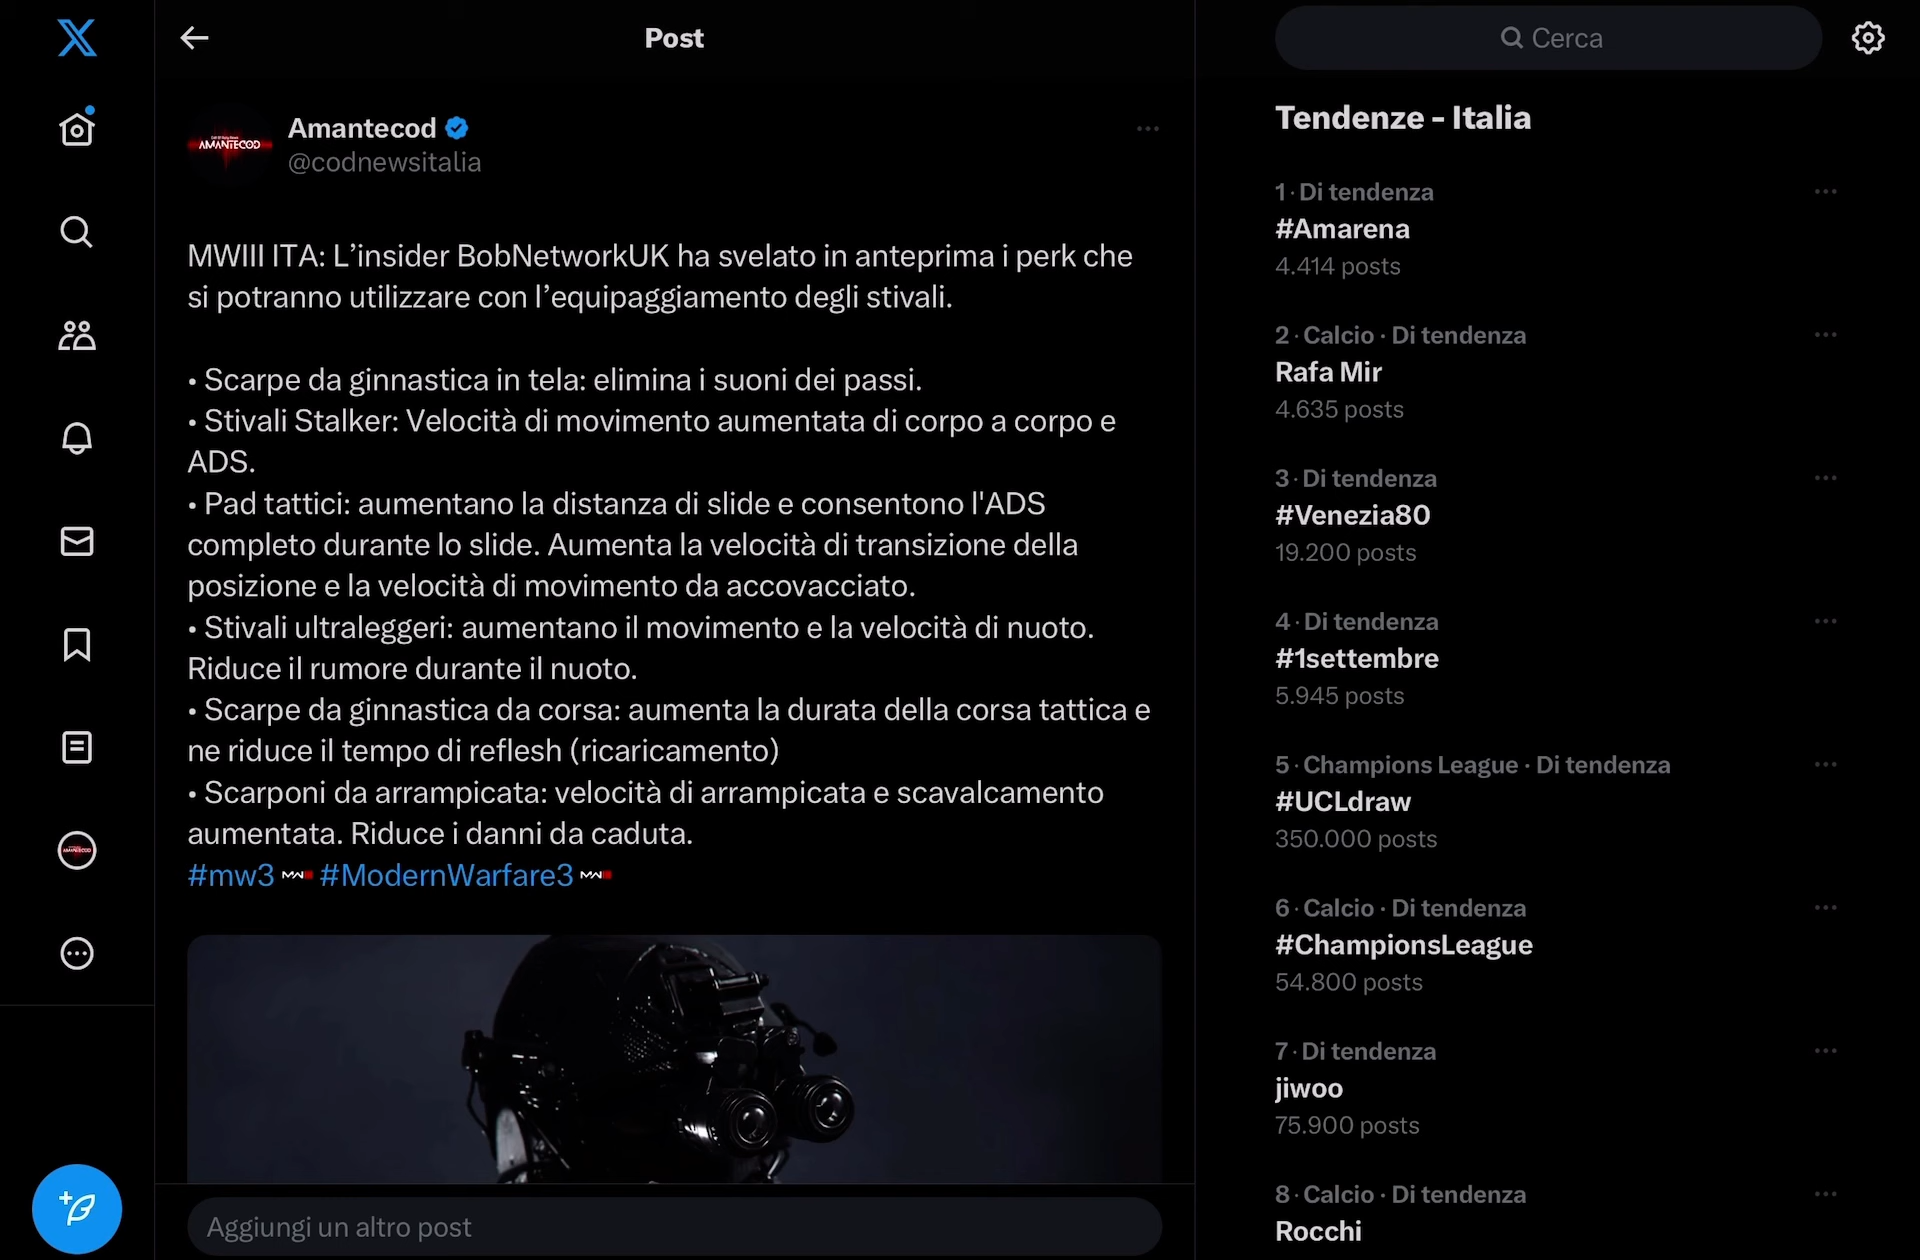 Post
AMANTECOD
Amantecod
@codnewsitalia
MWIII ITA: L’insider BobNetworkUK ha svelato in anteprima i perk che
si potranno utilizzare con l’equipaggiamento degli stivali.
• Scarpe da ginnastica in tela: elimina i suoni dei passi.
• Stivali Stalker: Velocità di movimento aumentata di corpo a corpo e
ADS.
• Pad tattici: aumentano la distanza di slide e consentono l'ADS
completo durante lo slide. Aumenta la velocità di transizione della
posizione e la velocità di movimento da accovacciato.
• Stivali ultraleggeri: aumentano il movimento e la velocità di nuoto.
Riduce il rumore durante il nuoto.
• Scarpe da ginnastica da corsa: aumenta la durata della corsa tattica e
ne riduce il tempo di reflesh (ricaricamento)
• Scarponi da arrampicata: velocità di arrampicata e scavalcamento
aumentata. Riduce i danni da caduta.
#mw3 #ModernWarfare3
Aggiungi un altro post
Cerca
Tendenze - Italia
1 · Di tendenza
#Amarena
4.414 posts
2 · Calcio · Di tendenza
Rafa Mir
4.635 posts
3 · Di tendenza
#Venezia80
19.200 posts
4 · Di tendenza
#1settembre
5.945 posts
5 · Champions League · Di tendenza
#UCLdraw
350.000 posts
6 · Calcio · Di tendenza
#ChampionsLeague
54.800 posts
7 · Di tendenza
jiwoo
75.900 posts
8 · Calcio · Di tendenza
Rocchi